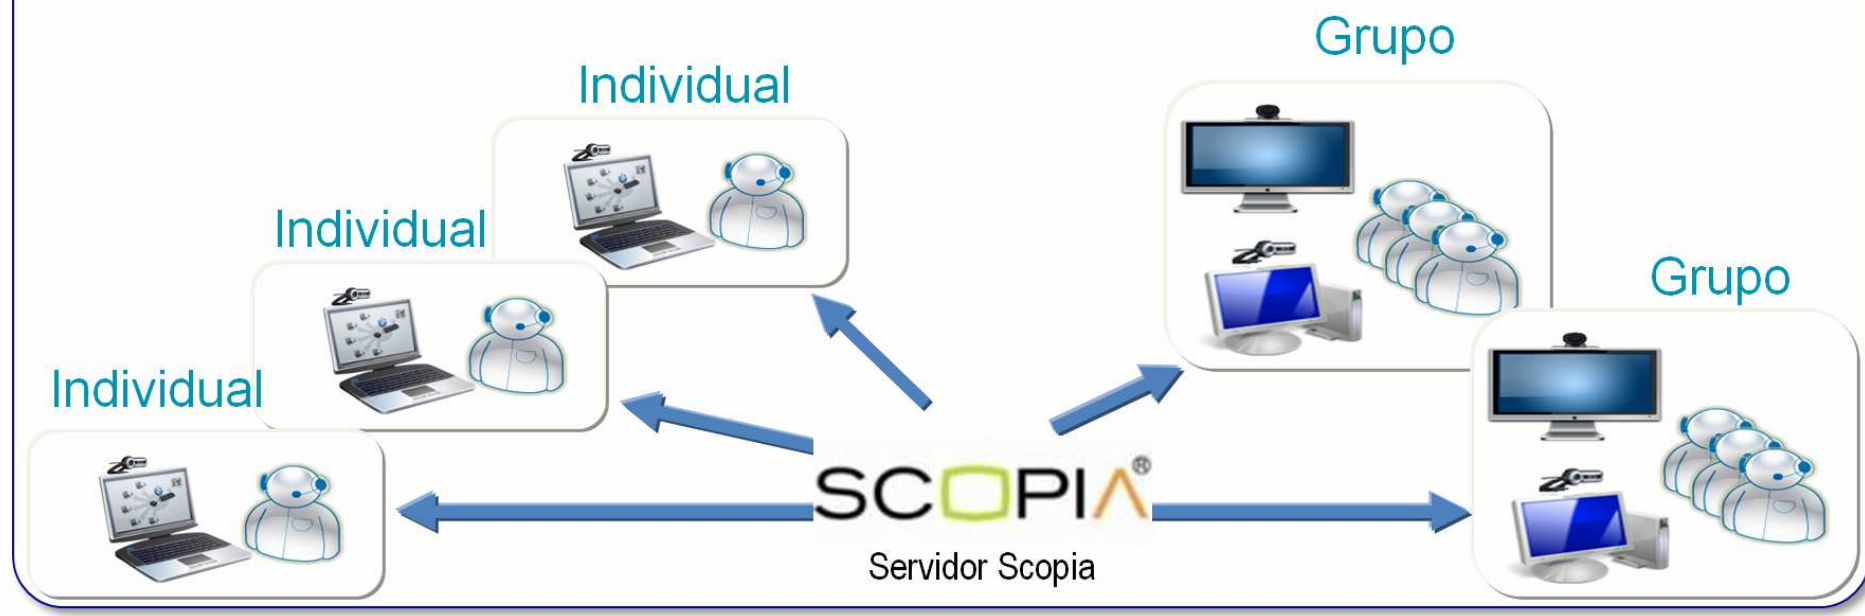 Grupo
Individual
Individual
Grupo
Individual
SCOPIA®
Servidor Scopia